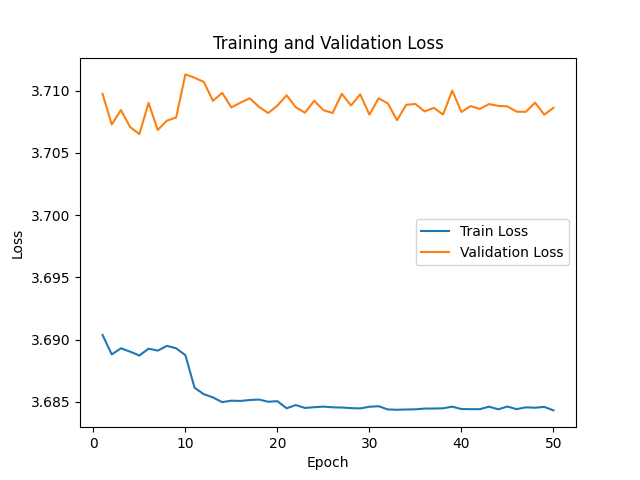 Training and Validation Loss
3.710
3.705
3.700
3.695
3.690
3.685
Loss
Train Loss
Validation Loss
0 10 20 30 40 50
Epoch